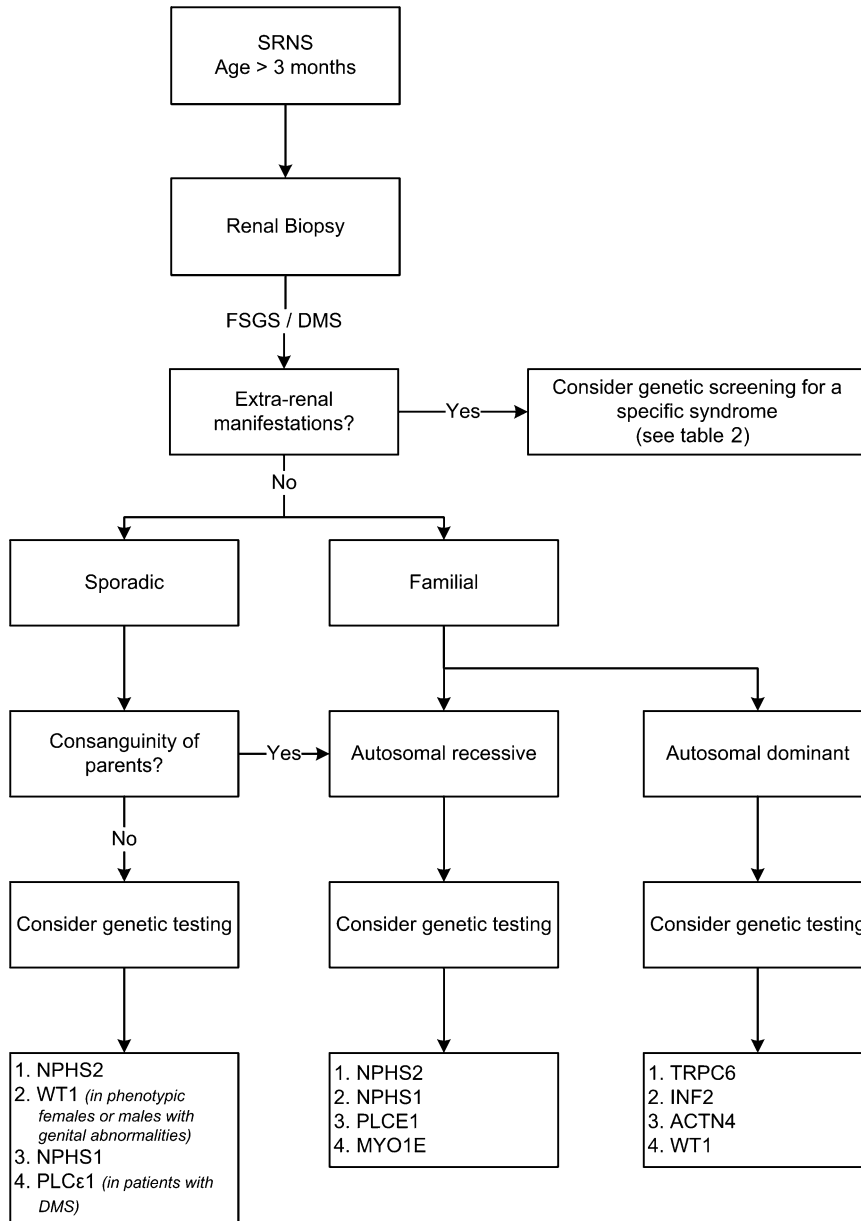 SRNS
Age > 3 months
Renal Biopsy
FSGS / DMS
Extra-renal
manifestations?
Yes
Consider genetic screening for a
specific syndrome
(see table 2)
No
Sporadic
Familial
Consanguinity of
parents?
Yes
Autosomal recessive
Autosomal dominant
No
Consider genetic testing
Consider genetic testing
Consider genetic testing
1. NPHS2
2. WT1 (in phenotypic
females or males with
genital abnormalities)
3. NPHS1
4. PLCε1 (in patients with
DMS)
1. NPHS2
2. NPHS1
3. PLCE1
4. MYO1E
1. TRPC6
2. INF2
3. ACTN4
4. WT1